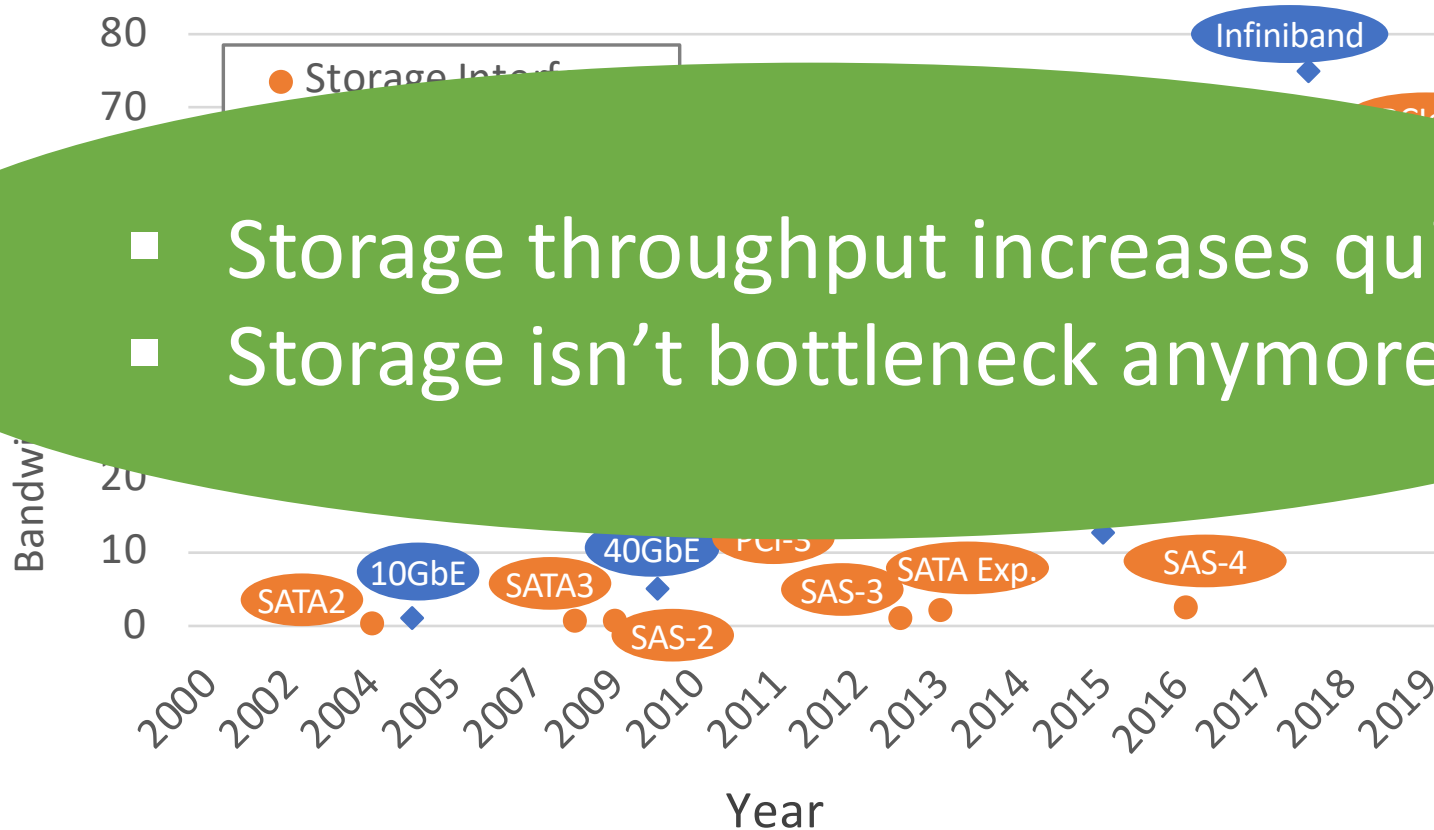 80
Infiniband
Storage
70
Storage throughput increases
Storage isn't bottleneck anymore
20
10
40GbE
10GbE
SATA3
SATA Exp.
SAS-4
SATA2
SAS-3
0
SAS-2
2000 2002 2004 2005 2007 2009 2010 2011 2012 2013 2014 2015 2016 2017 2018 2019
Year